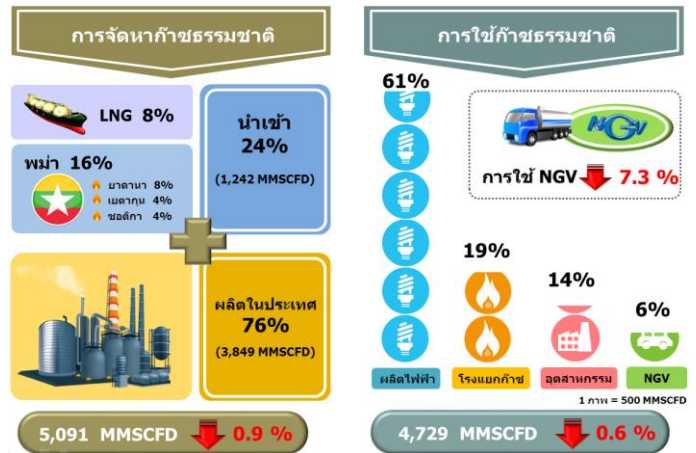 การจัดหาก๊าซธรรมชาติ
LNG 8%
พม่า 16%
ยาดานา 8%
เยตากุน 4%
ซอติกา 4%
นำเข้า
24%
(1,242 MMSCFD)
ผลิตในประเทศ
76%
(3,849 MMSCFD)
5,091 MMSCFD 0.9 %
การใช้ก๊าซธรรมชาติ
61%
NGV
การใช้ NGV 7.3 %
19%
14%
6%
ผลิตไฟฟ้า
โรงแยกก๊าซ
อุตสาหกรรม
NGV
1 ภาพ = 500 MMSCFD
4,729 MMSCFD 0.6 %